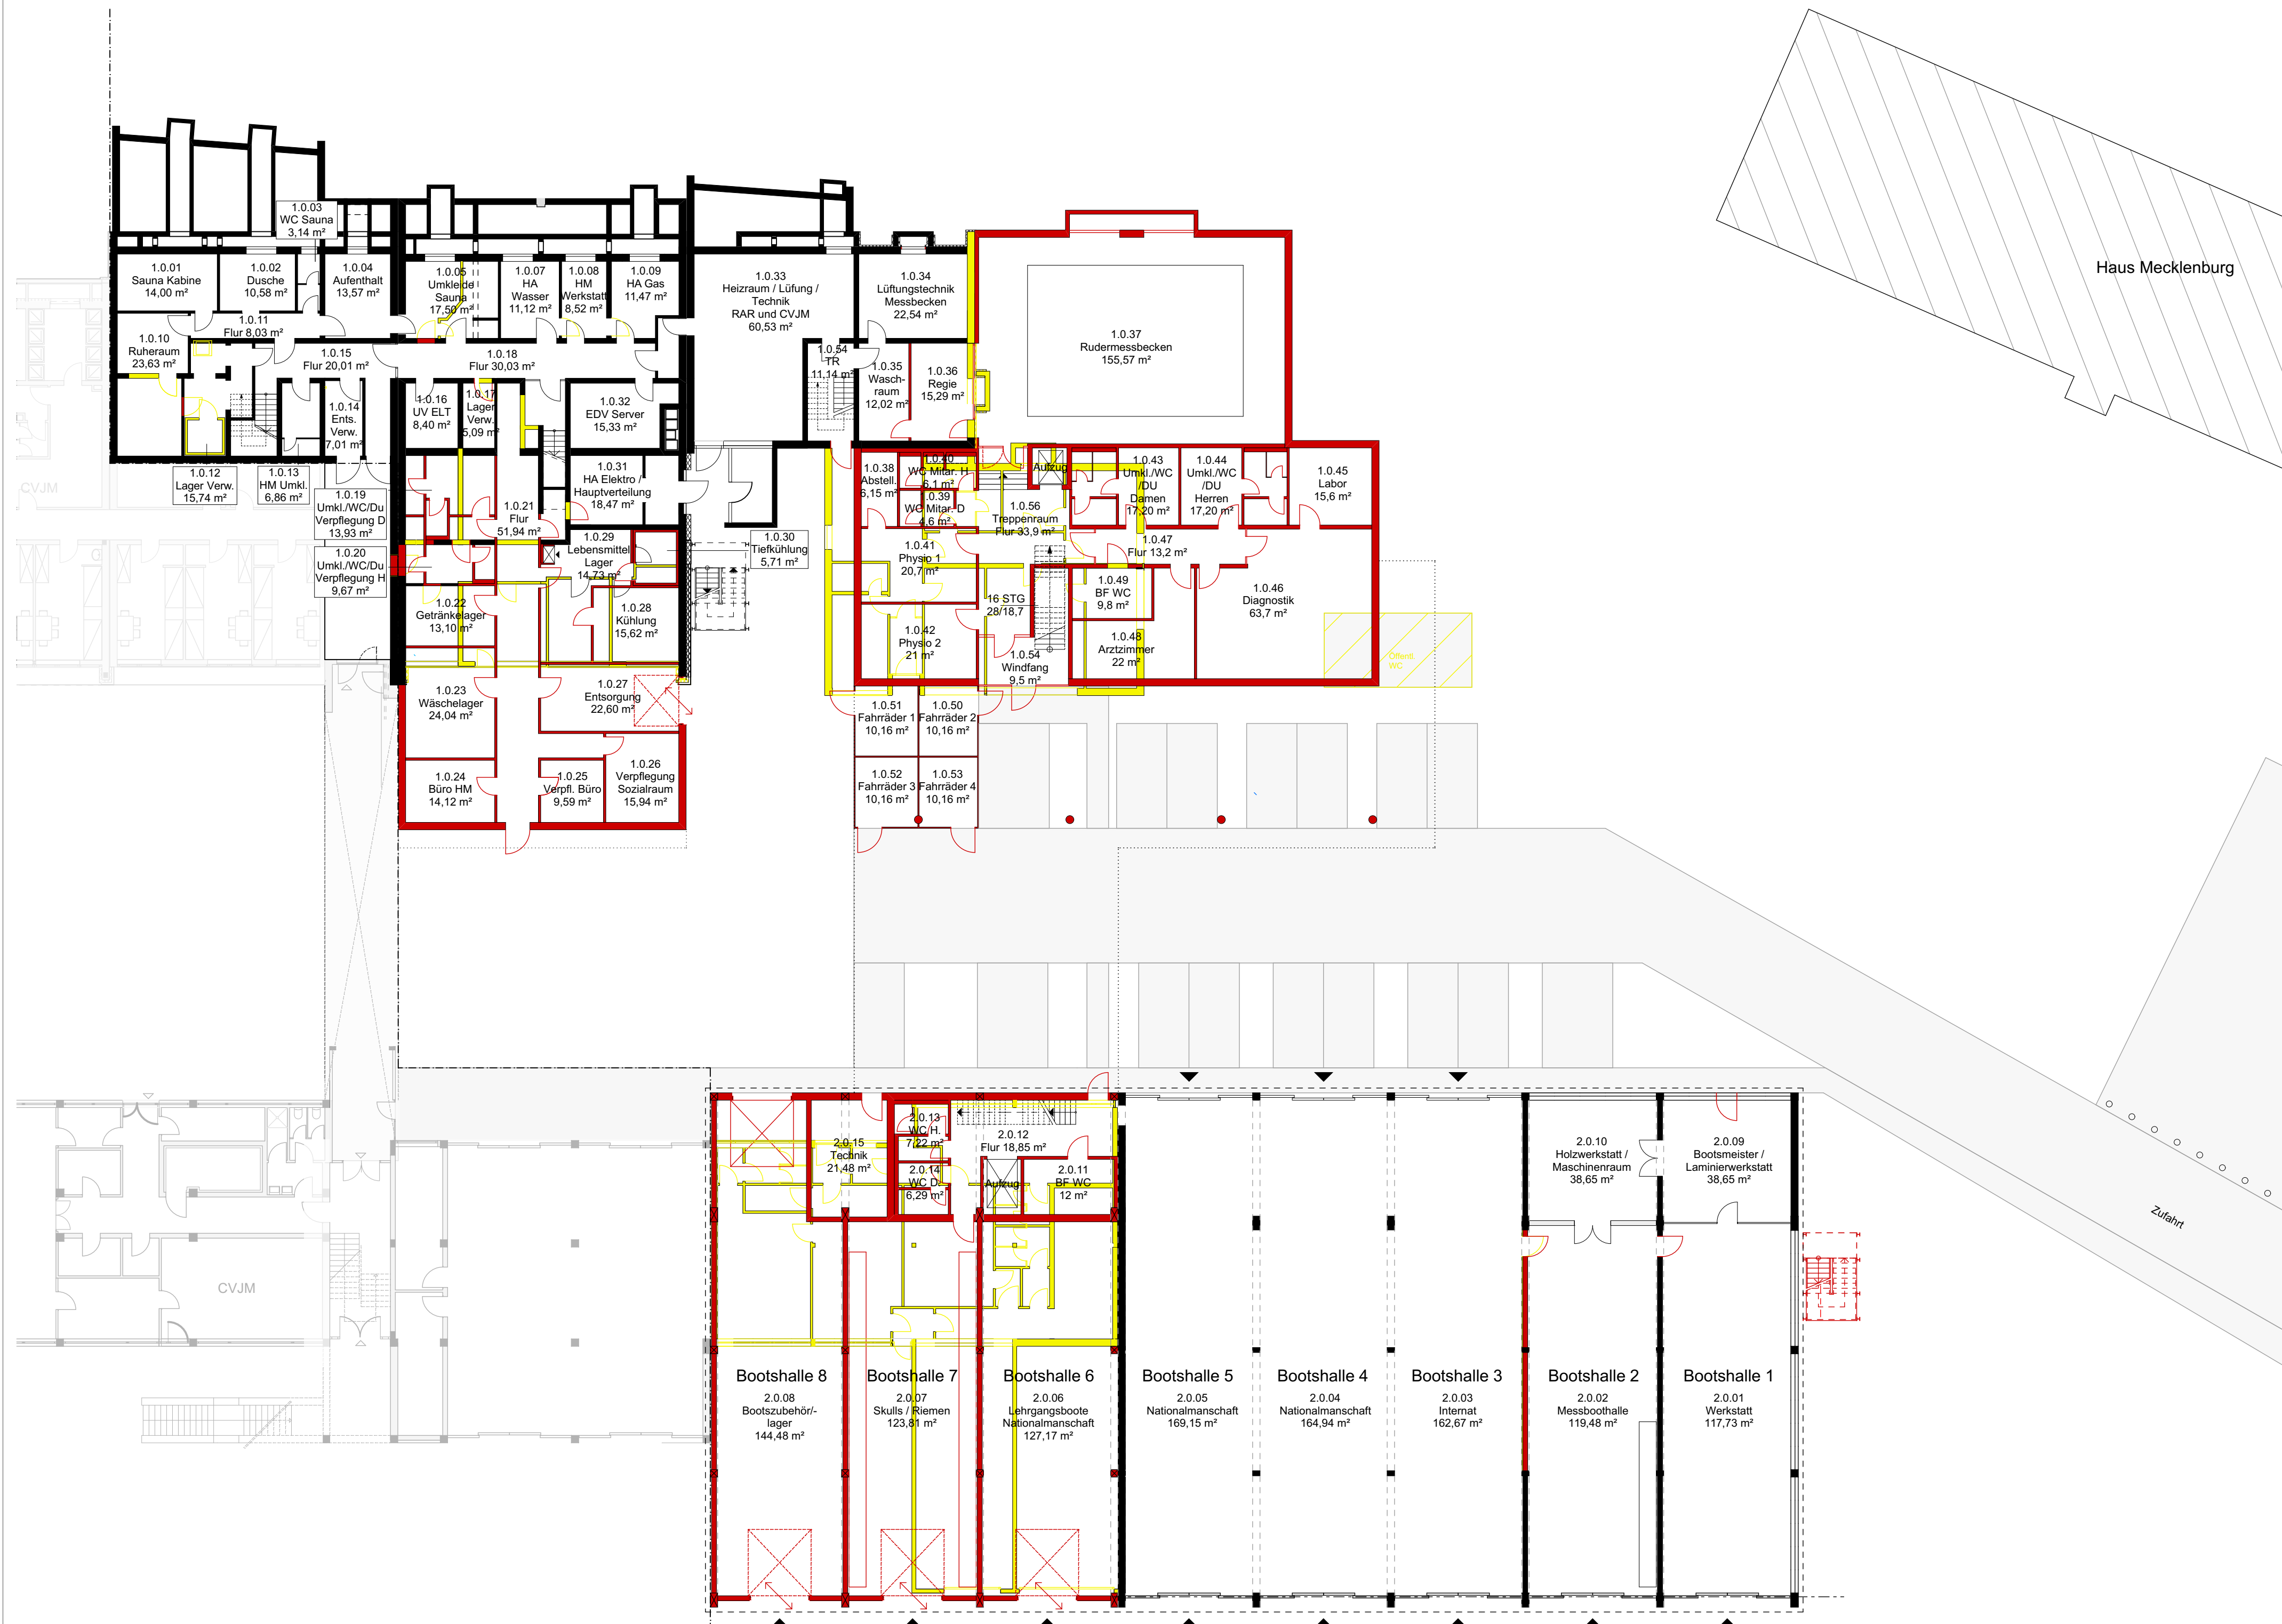 Haus Mecklenburg
1.0.03
WC Sauna
3,14 m²
1.0.01
Sauna Kabine
14,00 m²
1.0.02
Dusche
10,58 m²
1.0.04
Aufenthalt
13,57 m²
1.0.05
Umkleide
Sauna
17,50 m²
1.0.07
HA
Wasser
11,12 m²
1.0.08
HM
Werkstatt
8,52 m²
1.0.09
HA Gas
11,47 m²
1.0.33
Heizraum / Lüfung /
Technik
RAR und CVJM
60,53 m²
1.0.34
Lüftungstechnik
Messbecken
22,54 m²
1.0.37
Rudermessbecken
155,57 m²
1.0.11
Flur 8,03 m²
1.0.10
Ruheraum
23,63 m²
1.0.15
Flur 20,01 m²
1.0.18
Flur 30,03 m²
1.0.54
TR
11,14 m²
1.0.35
Wasch-
raum
12,02 m²
1.0.36
Regie
15,29 m²
1.0.14
Ents.
Verw.
7,01 m²
1.0.16
UV ELT
8,40 m²
1.0.17
Lager
Verw.
5,09 m²
1.0.32
EDV Server
15,33 m²
1.0.12
Lager Verw.
15,74 m²
1.0.13
HM Umkl.
6,86 m²
CVJM
1.0.19
Umkl./WC/Du
Verpflegung D
13,93 m²
1.0.20
Umkl./WC/Du
Verpflegung H
9,67 m²
1.0.21
Flur
51,94 m²
1.0.31
HA Elektro /
Hauptverteilung
18,47 m²
1.0.29
Lebensmittel
Lager
14,73 m²
1.0.30
Tiefkühlung
5,71 m²
1.0.38
Abstell.
6,15 m²
1.0.40
WC Mitar. H
6,1 m²
1.0.39
WC Mitar. D
4,6 m²
Aufzug
1.0.56
Treppenraum
Flur 33,9 m²
1.0.43
Umkl./WC
/DU
Damen
17,20 m²
1.0.44
Umkl./WC
/DU
Herren
17,20 m²
1.0.45
Labor
15,6 m²
1.0.47
Flur 13,2 m²
1.0.41
Physio 1
20,7 m²
16 STG
28/18,7
1.0.49
BF WC
9,8 m²
1.0.46
Diagnostik
63,7 m²
1.0.22
Getränkelager
13,10 m²
1.0.28
Kühlung
15,62 m²
1.0.42
Physio 2
21 m²
1.0.54
Windfang
9,5 m²
1.0.48
Arztzimmer
22 m²
Öffentl.
WC
1.0.23
Wäschelager
24,04 m²
1.0.27
Entsorgung
22,60 m²
1.0.51
Fahrräder 1
10,16 m²
1.0.50
Fahrräder 2
10,16 m²
1.0.24
Büro HM
14,12 m²
1.0.25
Verpfl. Büro
9,59 m²
1.0.26
Verpflegung
Sozialraum
15,94 m²
1.0.52
Fahrräder 3
10,16 m²
1.0.53
Fahrräder 4
10,16 m²
2.0.15
Technik
21,48 m²
2.0.13
WC H.
7,22 m²
2.0.14
WC D.
6,29 m²
2.0.12
Flur 18,85 m²
Aufzug
2.0.11
BF WC
12 m²
2.0.10
Holzwerkstatt /
Maschinenraum
38,65 m²
2.0.09
Bootsmeister /
Laminierwerkstatt
38,65 m²
Zufahrt
CVJM
Bootshalle 8
2.0.08
Bootszubehör/-
lager
144,48 m²
Bootshalle 7
2.0.07
Skulls / Riemen
123,81 m²
Bootshalle 6
2.0.06
Lehrgangsboote
Nationalmanschaft
127,17 m²
Bootshalle 5
2.0.05
Nationalmanschaft
169,15 m²
Bootshalle 4
2.0.04
Nationalmanschaft
164,94 m²
Bootshalle 3
2.0.03
Internat
162,67 m²
Bootshalle 2
2.0.02
Messboothalle
119,48 m²
Bootshalle 1
2.0.01
Werkstatt
117,73 m²